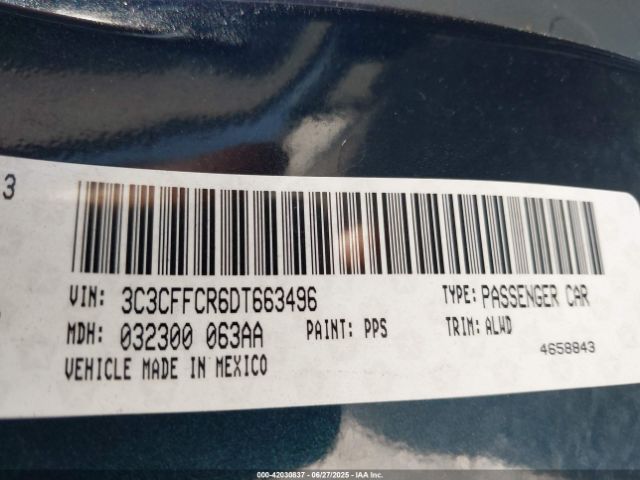 3
VIN: 3C3CFFCR6DT663496 TYPE: PASSENGER CAR
MDH: 032300 063AA PAINT: PPS TRIM: ALWD
VEHICLE MADE IN MEXICO 4658843
00-42030837 - 06/27/2025 - IAA Inc.